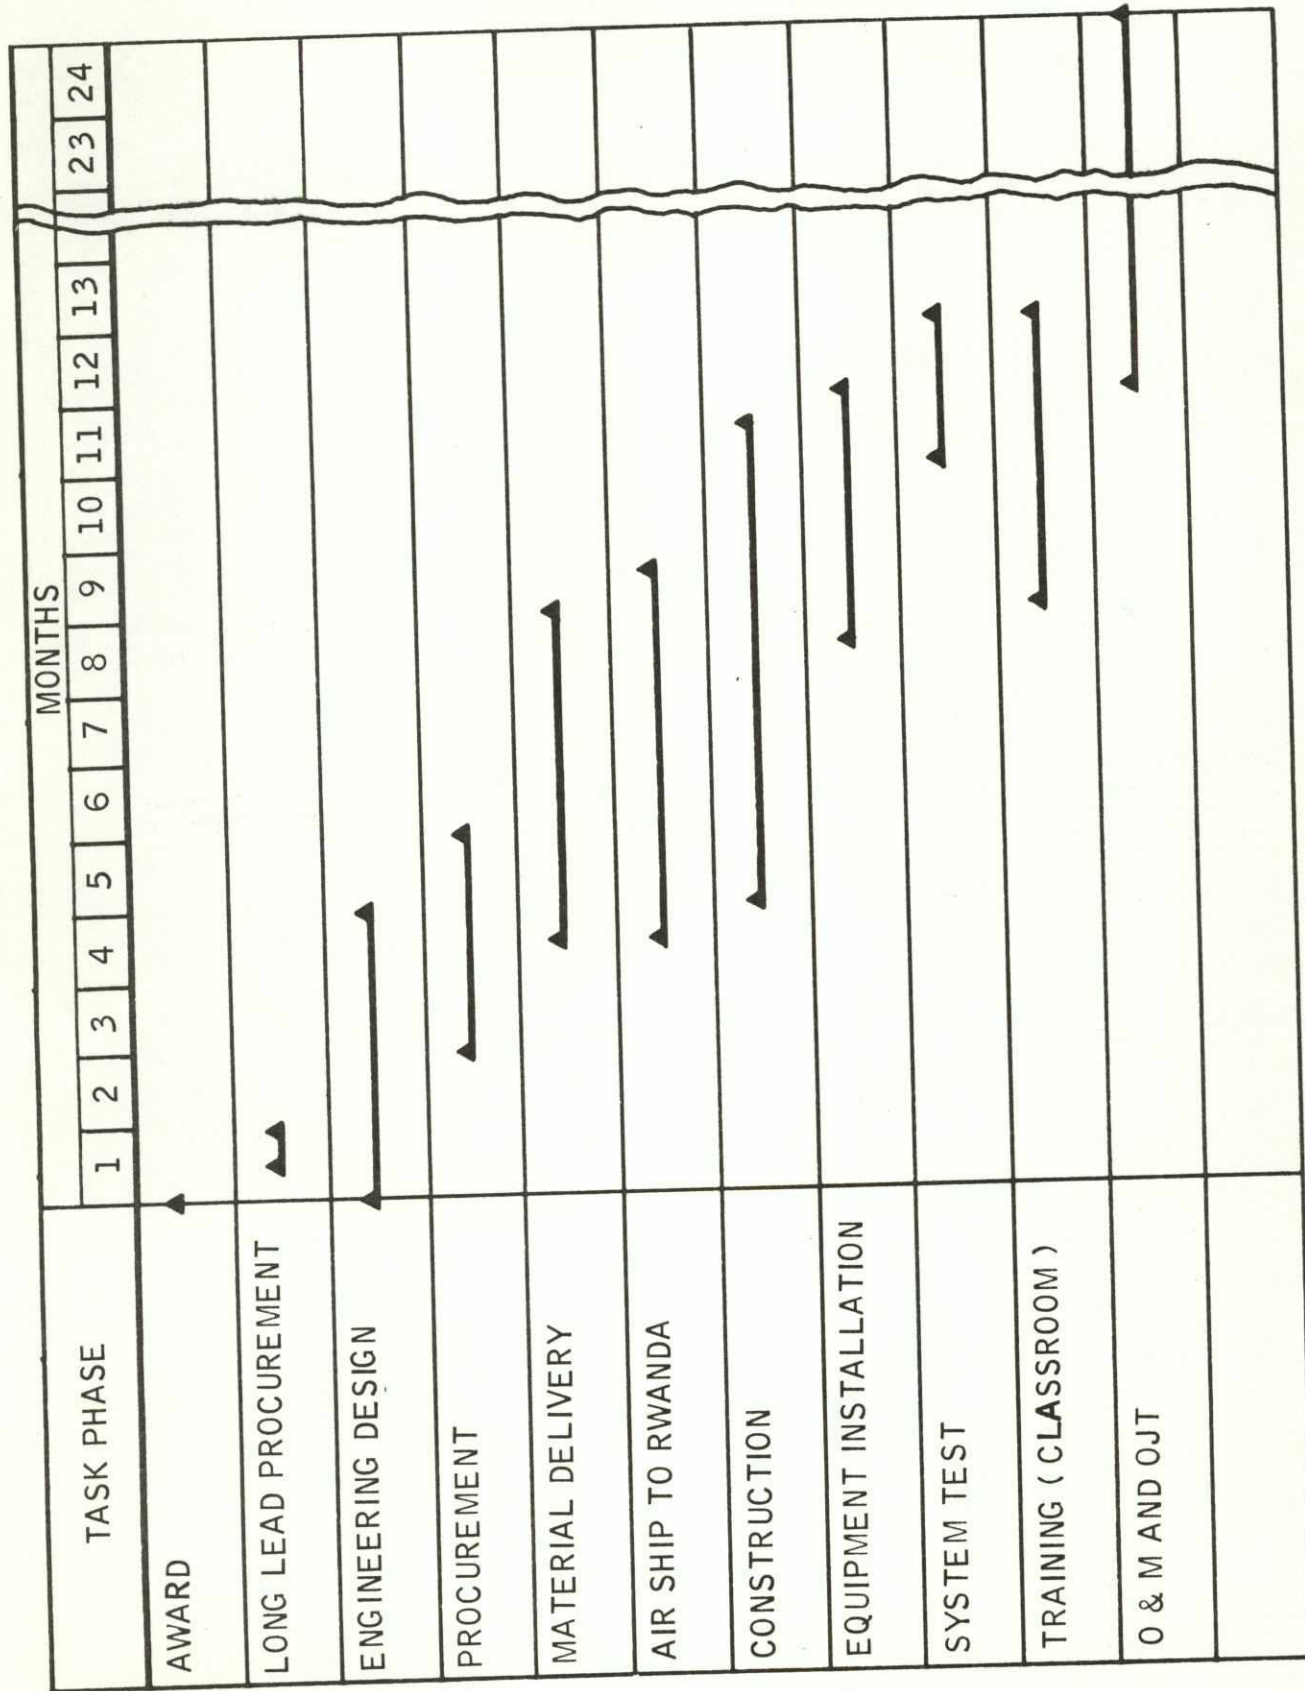 TASK PHASE
MONTHS
1 2 3 4 5 6 7 8 9 10 11 12 13 23 24
AWARD
LONG LEAD PROCUREMENT
ENGINEERING DESIGN
PROCUREMENT
MATERIAL DELIVERY
AIR SHIP TO RWANDA
CONSTRUCTION
EQUIPMENT INSTALLATION
SYSTEM TEST
TRAINING (CLASSROOM)
O & M AND OJT